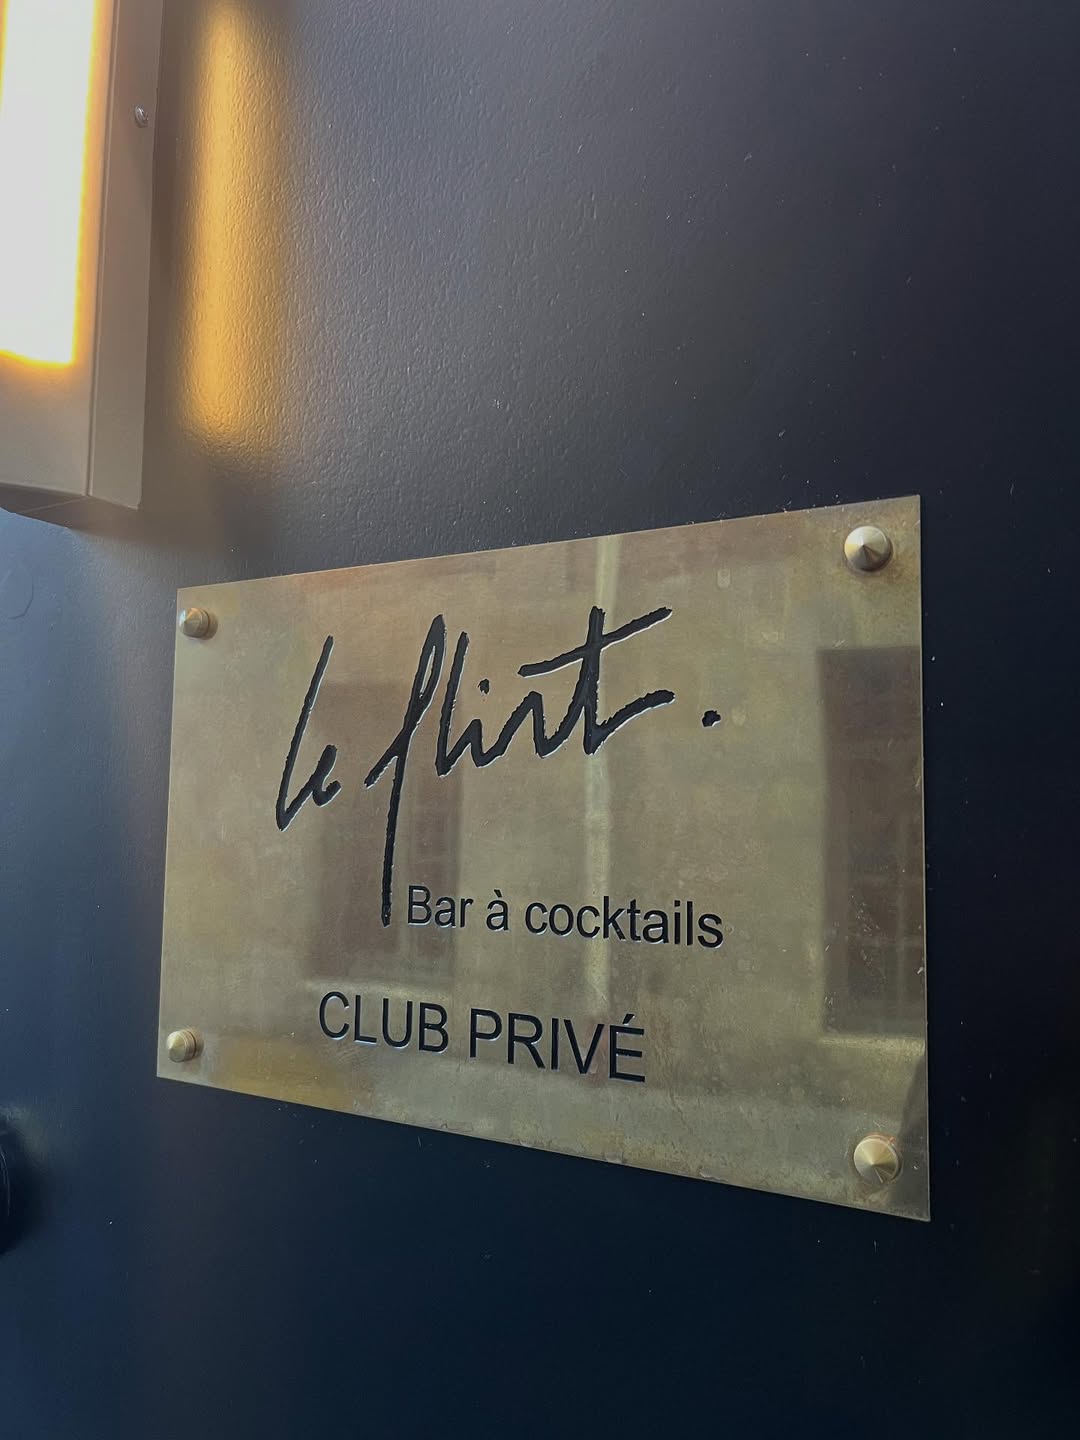 le flirt.
Bar à cocktails
CLUB PRIVÉ